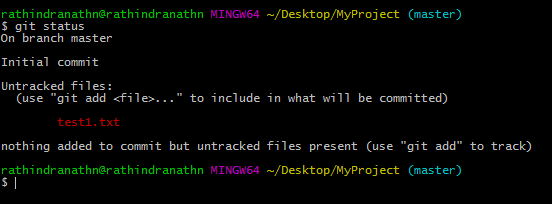 rathindranathn@rathindranathn MINGW64 ~/Desktop/MyProject (master)
$ git status
On branch master
Initial commit
Untracked files:
(use "git add <file>..." to include in what will be committed)
test1.txt
nothing added to commit but untracked files present (use "git add" to track)
rathindranathn@rathindranathn MINGW64 ~/Desktop/MyProject (master)
$